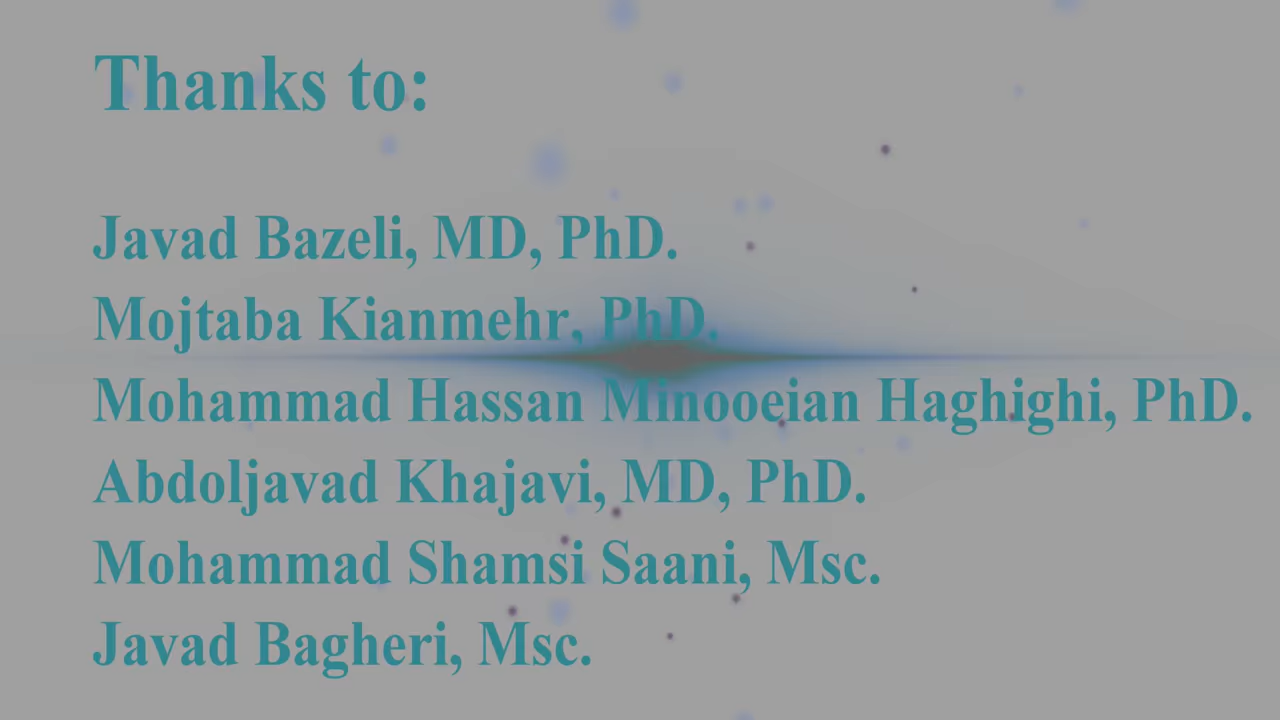 Thanks to:
Javad Bazeli, MD, PhD.
Mojtaba Kianmehr, PhD.
Mohammad Hassan Minooeian Haghighi, PhD.
Abdoljavad Khajavi, MD, PhD.
Mohammad Shamsi Saani, Msc.
Javad Bagheri, Msc.